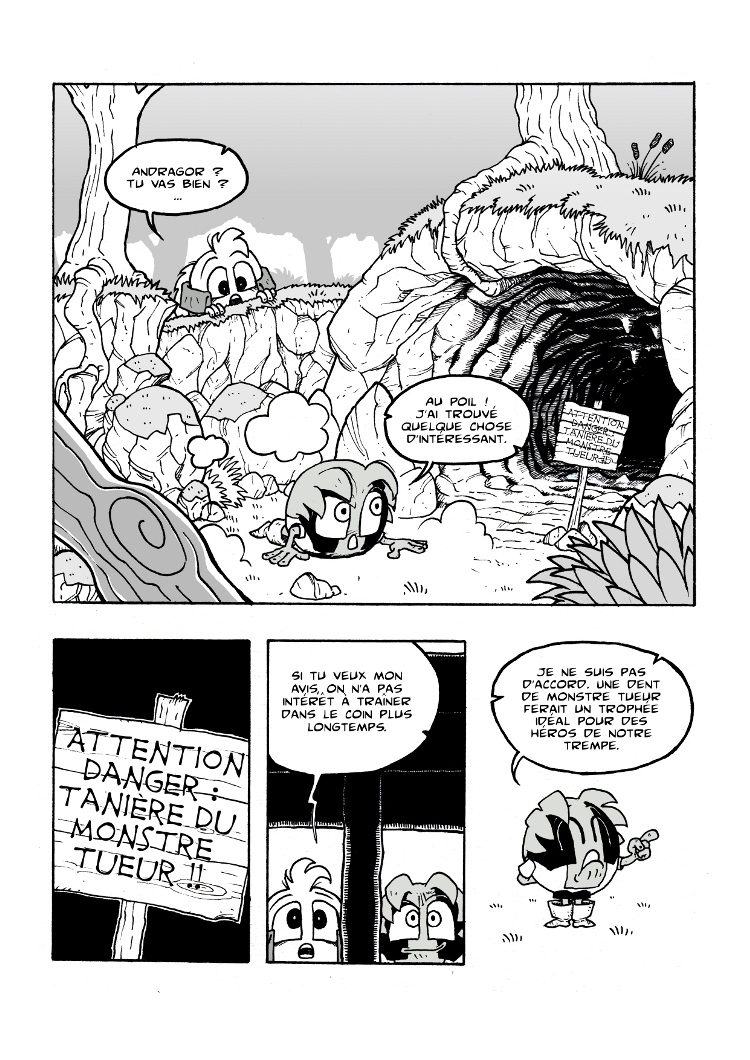 ANDRAGOR ?
TU VAS BIEN ?
...
AU POIL !
J'AI TROUVÉ
QUELQUE CHOSE
D'INTÉRESSANT.
ATTENTION
DANGER :
TANIÈRE DU
MONSTRE
TUEUR !!
ATTENTION
DANGER :
TANIÈRE DU
MONSTRE
TUEUR !!
SI TU VEUX MON
AVIS, ON N'A PAS
INTÉRÊT À TRAÎNER
DANS LE COIN PLUS
LONGTEMPS.
JE NE SUIS PAS
D'ACCORD. UNE DENT
DE MONSTRE TUEUR
FERAIT UN TROPHÉE
IDÉAL POUR DES
HÉROS DE NOTRE
TREMPE.